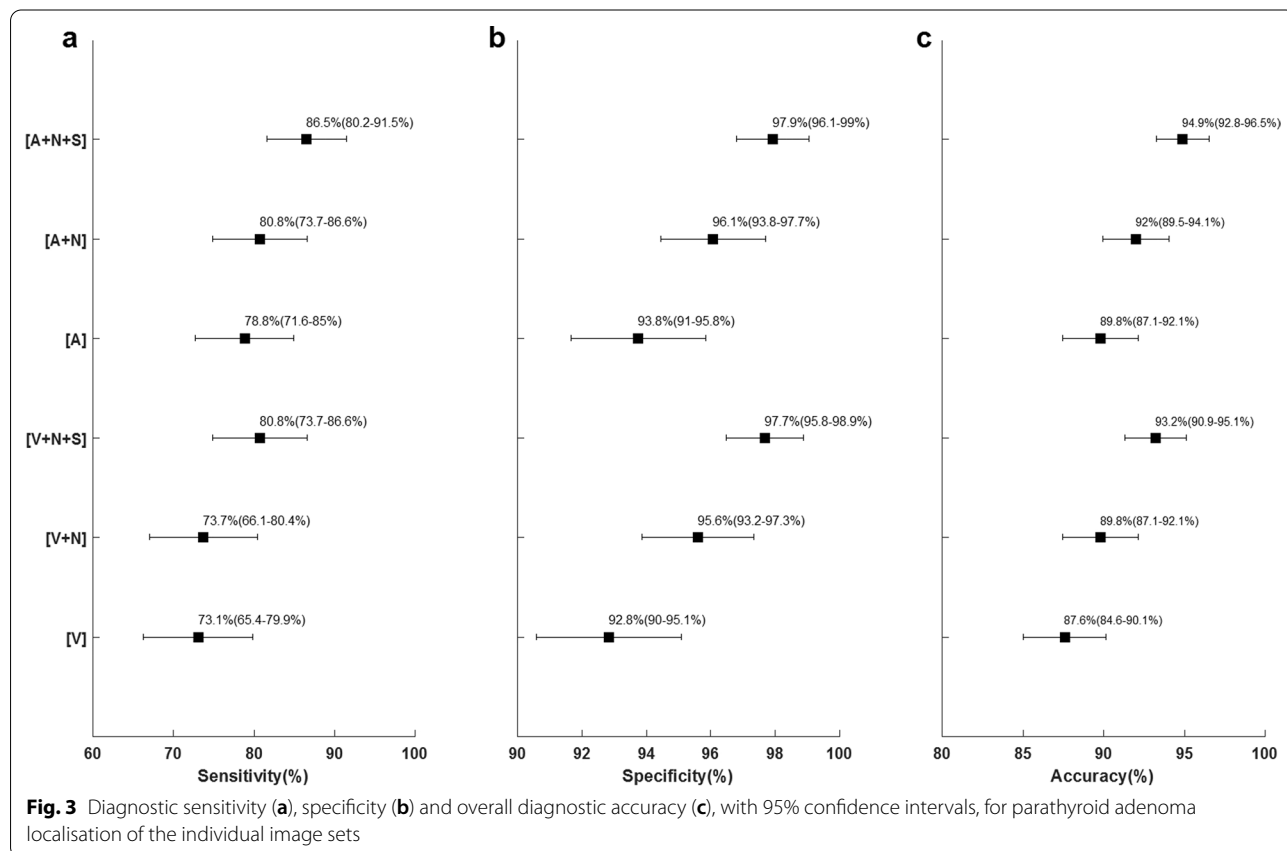 a
b
c
[A+N+S]
86.5%(80.2-91.5%)
97.9%(96.1-99%)
94.9%(92.8-96.5%)
[A+N]
80.8%(73.7-86.6%)
96.1%(93.8-97.7%)
92%(89.5-94.1%)
[A]
78.8%(71.6-85%)
93.8%(91-95.8%)
89.8%(87.1-92.1%)
[V+N+S]
80.8%(73.7-86.6%)
97.7%(95.8-98.9%)
93.2%(90.9-95.1%)
[V+N]
73.7%(66.1-80.4%)
95.6%(93.2-97.3%)
89.8%(87.1-92.1%)
[V]
73.1%(65.4-79.9%)
92.8%(90-95.1%)
87.6%(84.6-90.1%)
60 70 80 90 100
90 92 94 96 98 100
80 85 90 95 100
Sensitivity(%)
Specificity(%)
Accuracy(%)
Fig. 3 Diagnostic sensitivity (a), specificity (b) and overall diagnostic accuracy (c), with 95% confidence intervals, for parathyroid adenoma
localisation of the individual image sets